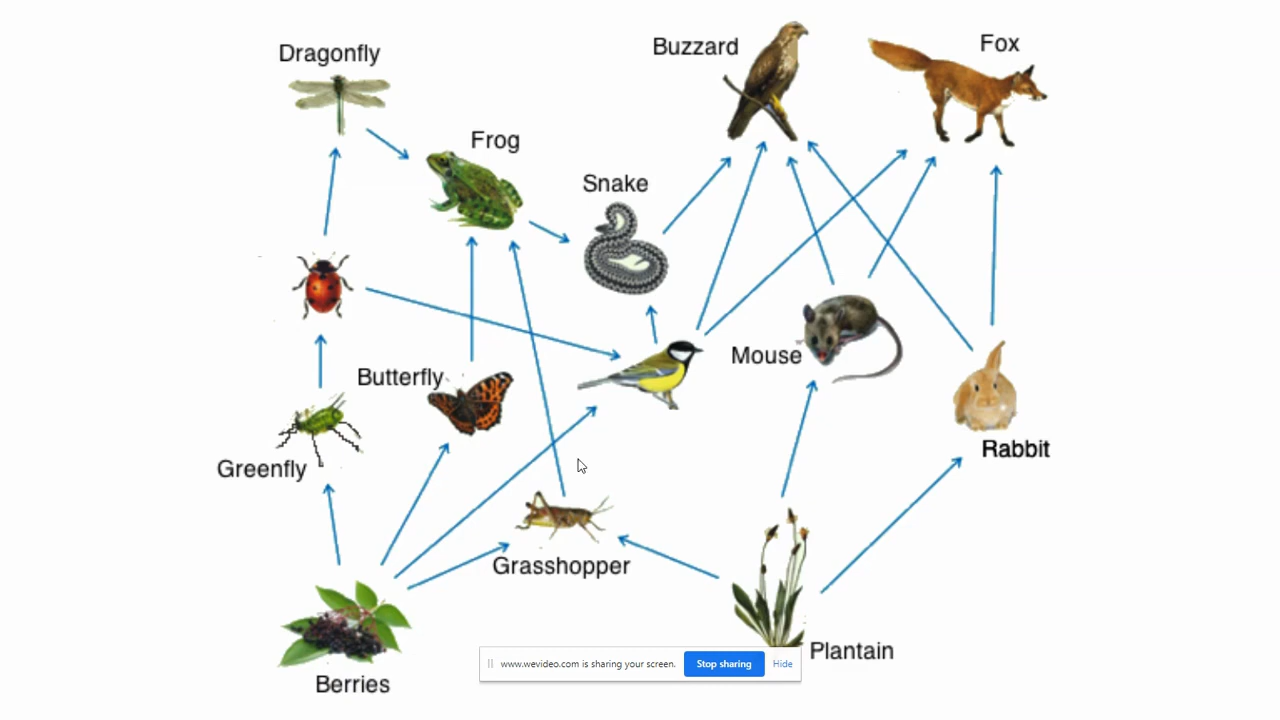 Dragonfly
Buzzard
Fox
Frog
Snake
Mouse
Butterfly
Rabbit
Greenfly
Grasshopper
Plantain
www.wevideo.com is sharing your screen. Stop sharing Hide
Berries